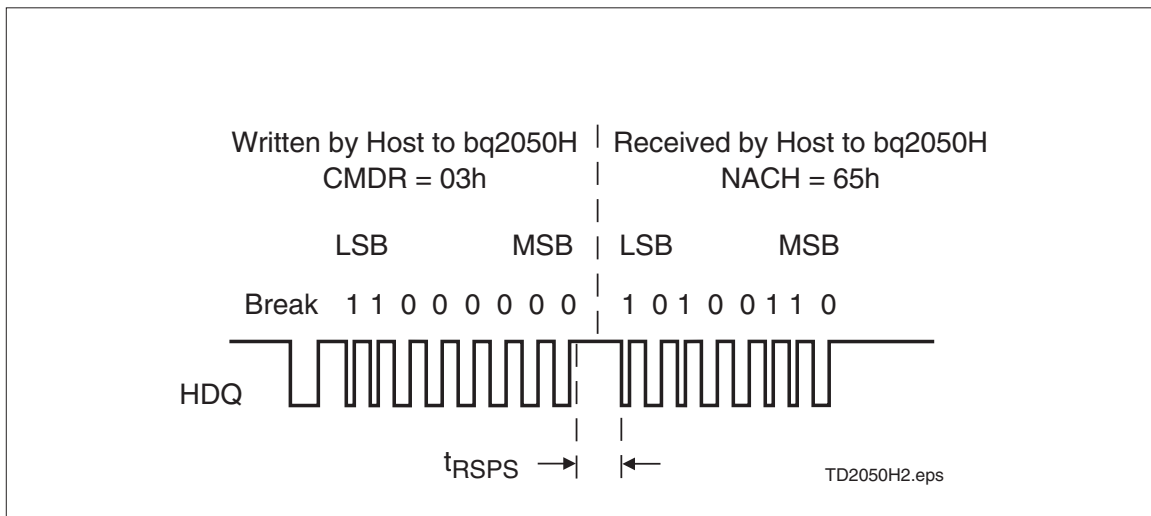 Written by Host to bq2050H
CMDR = 03h
Received by Host to bq2050H
NACH = 65h
LSB MSB LSB MSB
Break 1 1 0 0 0 0 0 0 1 0 1 0 0 1 1 0
HDQ
tRSPS
TD2050H2.eps